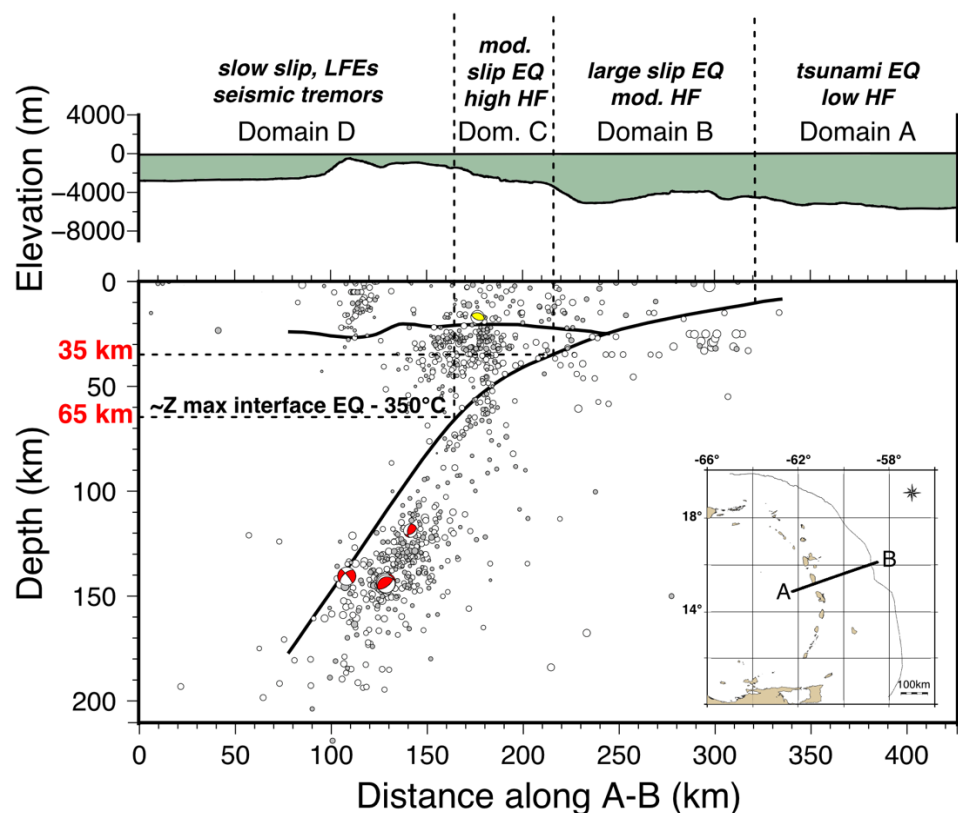 mod.
slow slip, LFEs
seismic tremors
slip EQ
high HF
large slip EQ
mod. HF
tsunami EQ
low HF
Domain D
Dom. C
Domain B
Domain A
Elevation (m)
4000
0
−4000
−8000
Depth (km)
0
35 km
50
~Z max interface EQ - 350°C
65 km
100
150
200
-66°
-62°
-58°
18°
14°
A
B
100km
0
50
100
150
200
250
300
350
400
Distance along A-B (km)